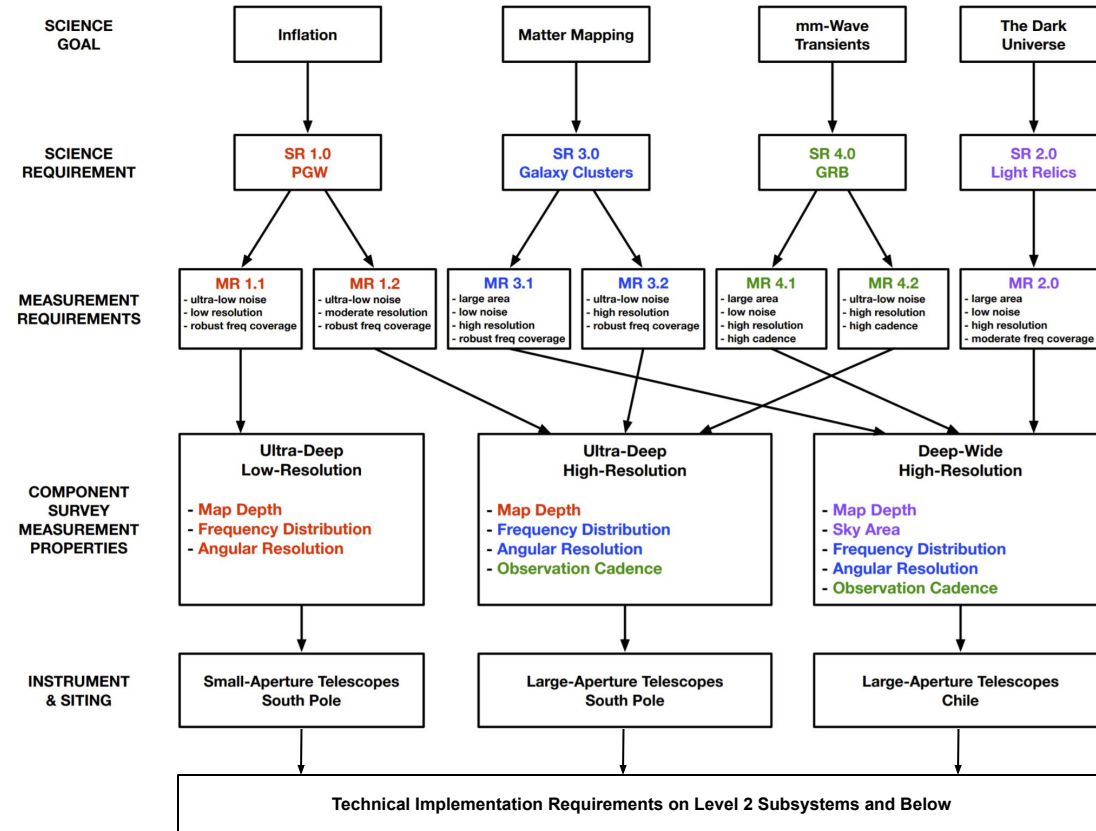 SCIENCE
GOAL
Inflation
Matter Mapping
mm-Wave
Transients
The Dark
Universe
SCIENCE
REQUIREMENT
SR 1.0
PGW
SR 3.0
Galaxy Clusters
SR 4.0
GRB
SR 2.0
Light Relics
MEASUREMENT
REQUIREMENTS
MR 1.1
- ultra-low noise
- low resolution
- robust freq coverage
MR 1.2
- ultra-low noise
- moderate resolution
- robust freq coverage
MR 3.1
- large area
- low noise
- high resolution
- robust freq coverage
MR 3.2
- ultra-low noise
- high resolution
- robust freq coverage
MR 4.1
- large area
- low noise
- high resolution
- high cadence
MR 4.2
- ultra-low noise
- high resolution
- high cadence
MR 2.0
- large area
- low noise
- high resolution
- moderate freq coverage
COMPONENT
SURVEY
MEASUREMENT
PROPERTIES
Ultra-Deep
Low-Resolution
- Map Depth
- Frequency Distribution
- Angular Resolution
Ultra-Deep
High-Resolution
- Map Depth
- Frequency Distribution
- Angular Resolution
- Observation Cadence
Deep-Wide
High-Resolution
- Map Depth
- Sky Area
- Frequency Distribution
- Angular Resolution
- Observation Cadence
INSTRUMENT
& SITING
Small-Aperture Telescopes
South Pole
Large-Aperture Telescopes
South Pole
Large-Aperture Telescopes
Chile
Technical Implementation Requirements on Level 2 Subsystems and Below